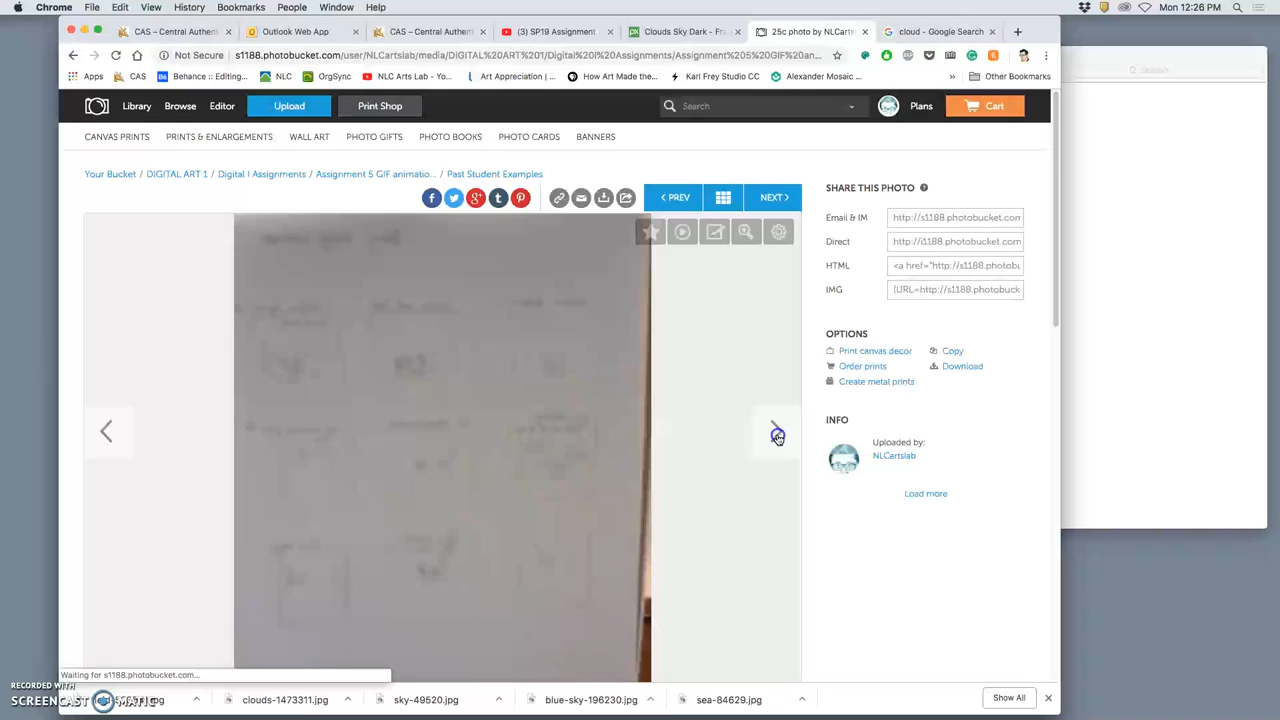 Chrome File Edit View History Bookmarks People Window Help Mon 12:26 PM
CAS – Central Authent Outlook Web App CAS – Central Authent (3) SP19 Assignment Clouds Sky Dark - Free 25c photo by NLCarts cloud - Google Search
Not Secure s1188.photobucket.com/user/NLCartslab/media/DIGITAL ART 1/Digital I Assignments/Assignment%205%20GIF%20an...
Apps CAS Behance :: Editing... NLC OrgSync NLC Arts Lab - Yo... Art Appreciation |... How Art Made the... Karl Frey Studio CC Alexander Mosaic ... » Other Bookmarks
Search
Library Browse Editor Upload Print Shop Search Plans Cart
CANVAS PRINTS PRINTS & ENLARGEMENTS WALL ART PHOTO GIFTS PHOTO BOOKS PHOTO CARDS BANNERS
Your Bucket / DIGITAL ART 1 / Digital I Assignments / Assignment 5 GIF animatio... / Past Student Examples
PREV NEXT
SHARE THIS PHOTO
Email & IM http://s1188.photobucket.com
Direct http://i1188.photobucket.com
HTML <a href="http://s1188.photobu
IMG [URL=http://s1188.photobuck
OPTIONS
Print canvas decor Copy
Order prints Download
Create metal prints
INFO
Uploaded by:
NLCartslab
Load more
Waiting for s1188.photobucket.com...
clouds-1473311.jpg sky-49520.jpg blue-sky-196230.jpg sea-84629.jpg Show All
RECORDED WITH
SCREENCAST MATIC